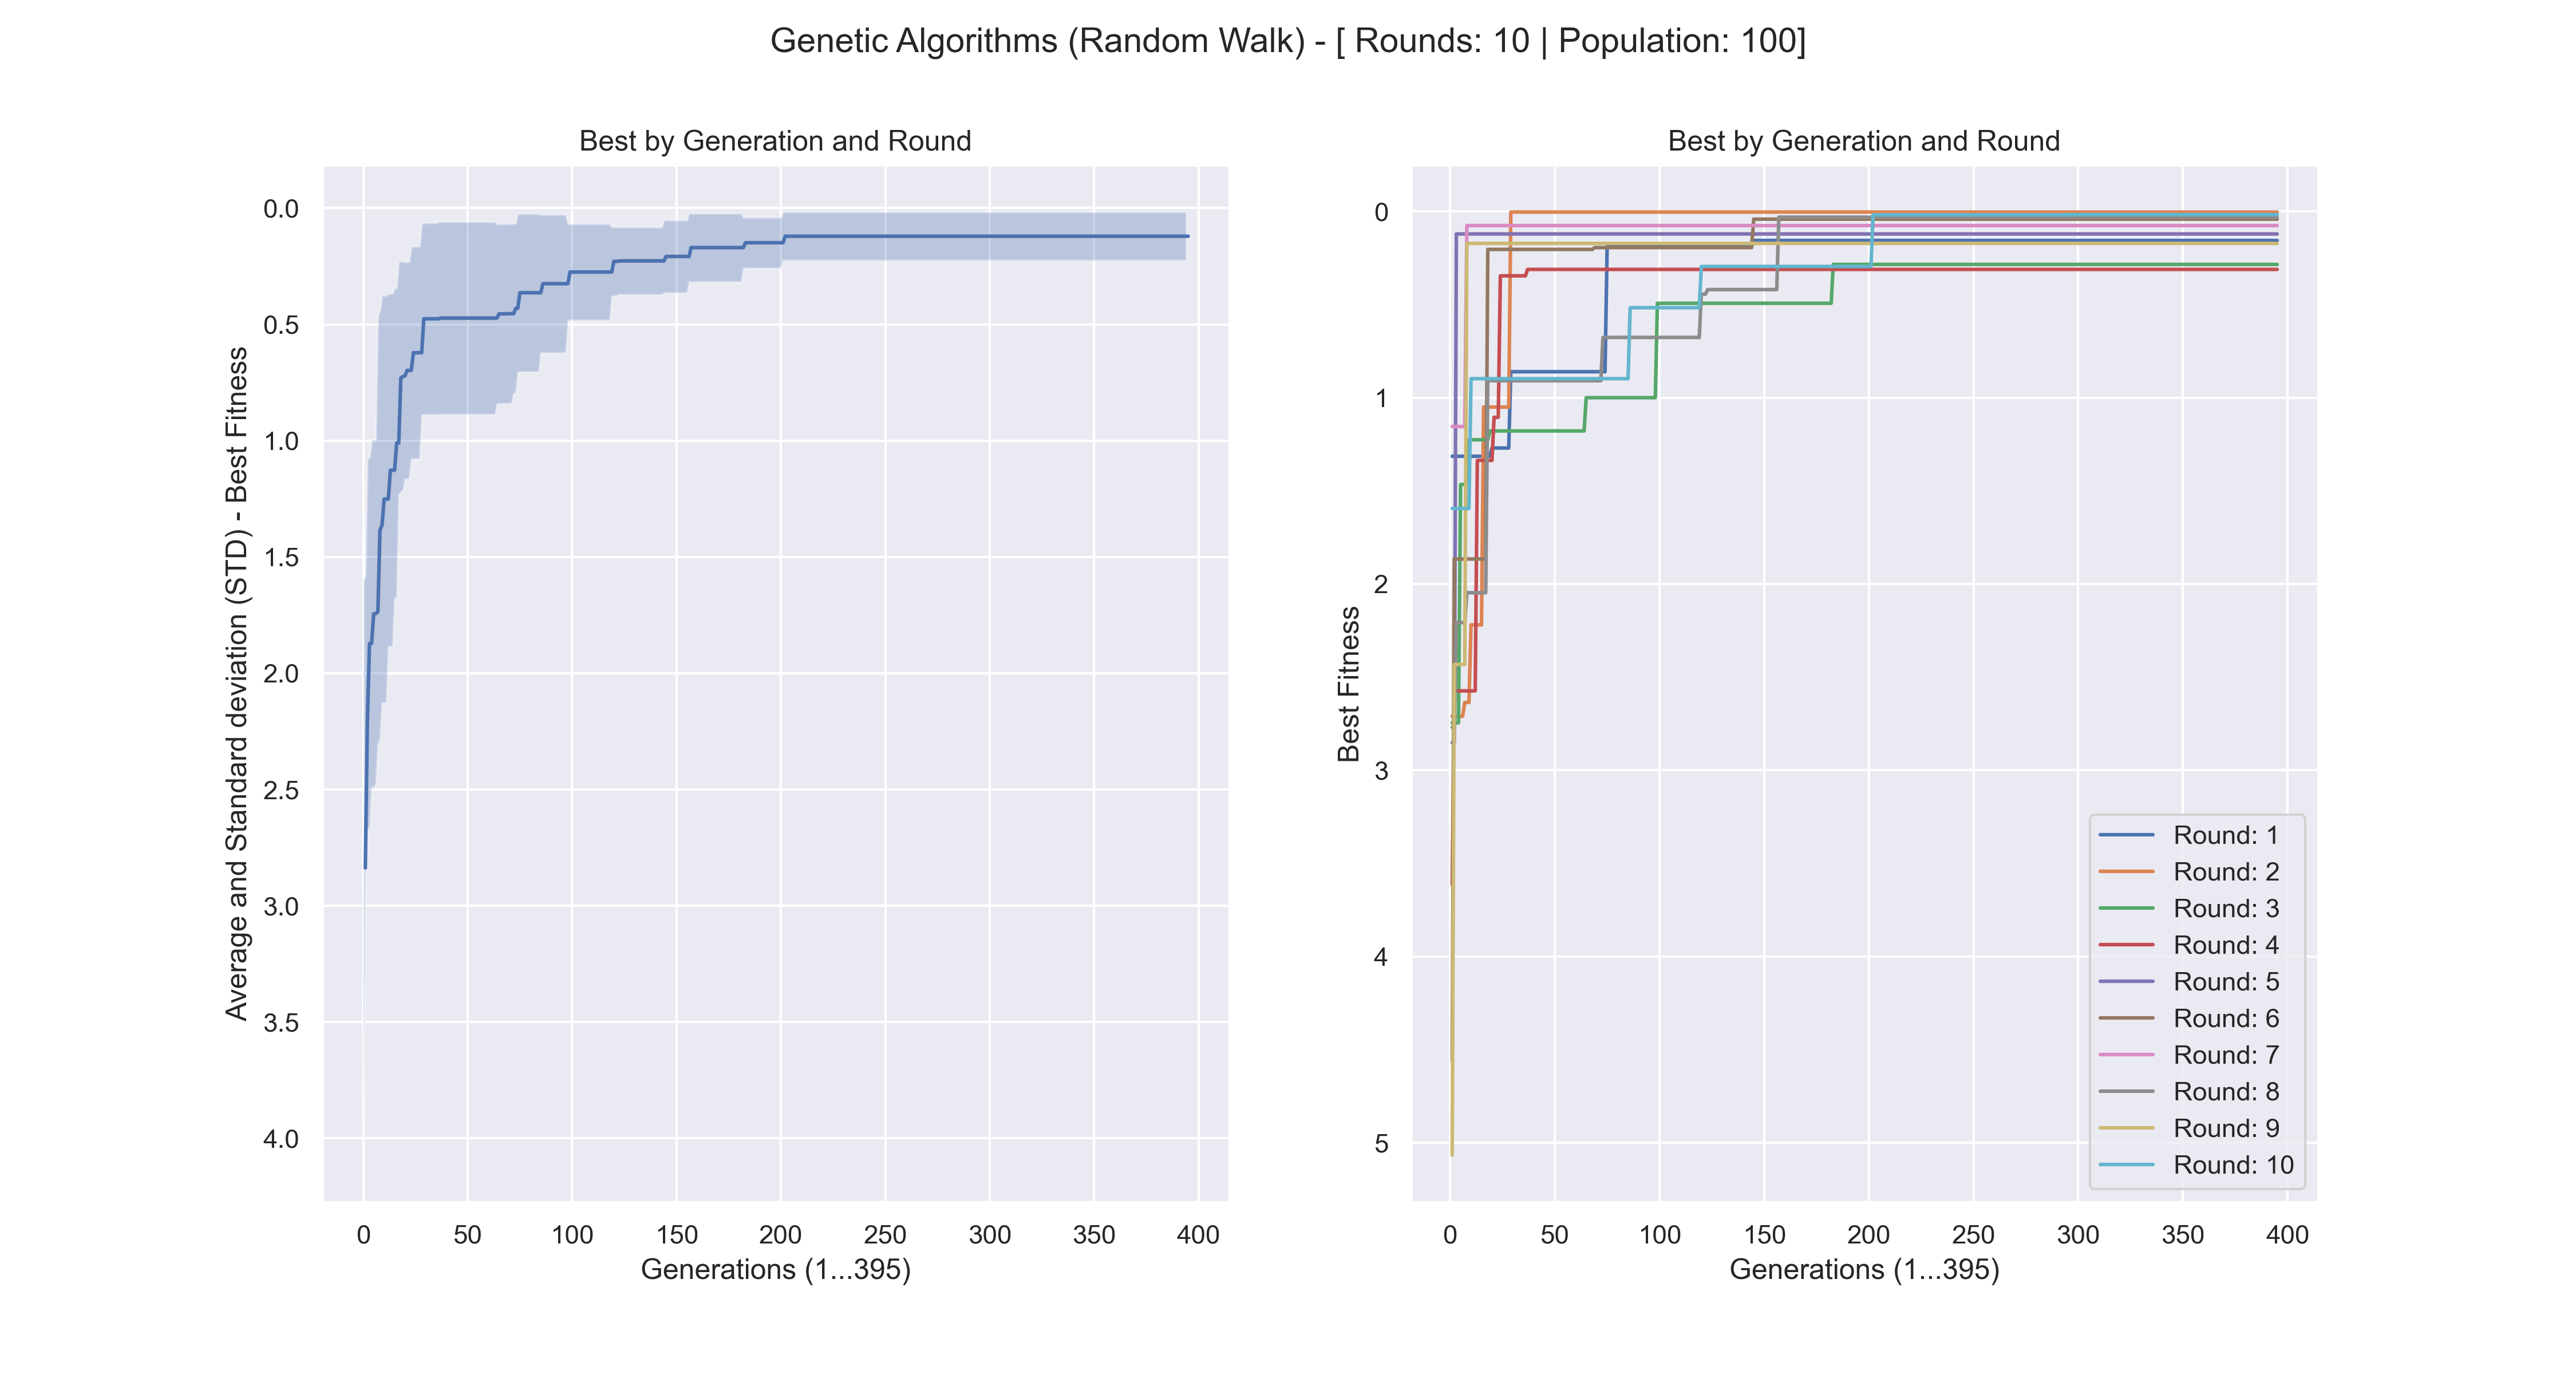 Genetic Algorithms (Random Walk) - [ Rounds: 10 | Population: 100]
Best by Generation and Round
0.0
0.5
1.0
1.5
2.0
2.5
3.0
3.5
4.0
Average and Standard deviation (STD) - Best Fitness
0 50 100 150 200 250 300 350 400
Generations (1...395)
Best by Generation and Round
0
1
2
3
4
5
Best Fitness
0 50 100 150 200 250 300 350 400
Generations (1...395)
Round: 1
Round: 2
Round: 3
Round: 4
Round: 5
Round: 6
Round: 7
Round: 8
Round: 9
Round: 10